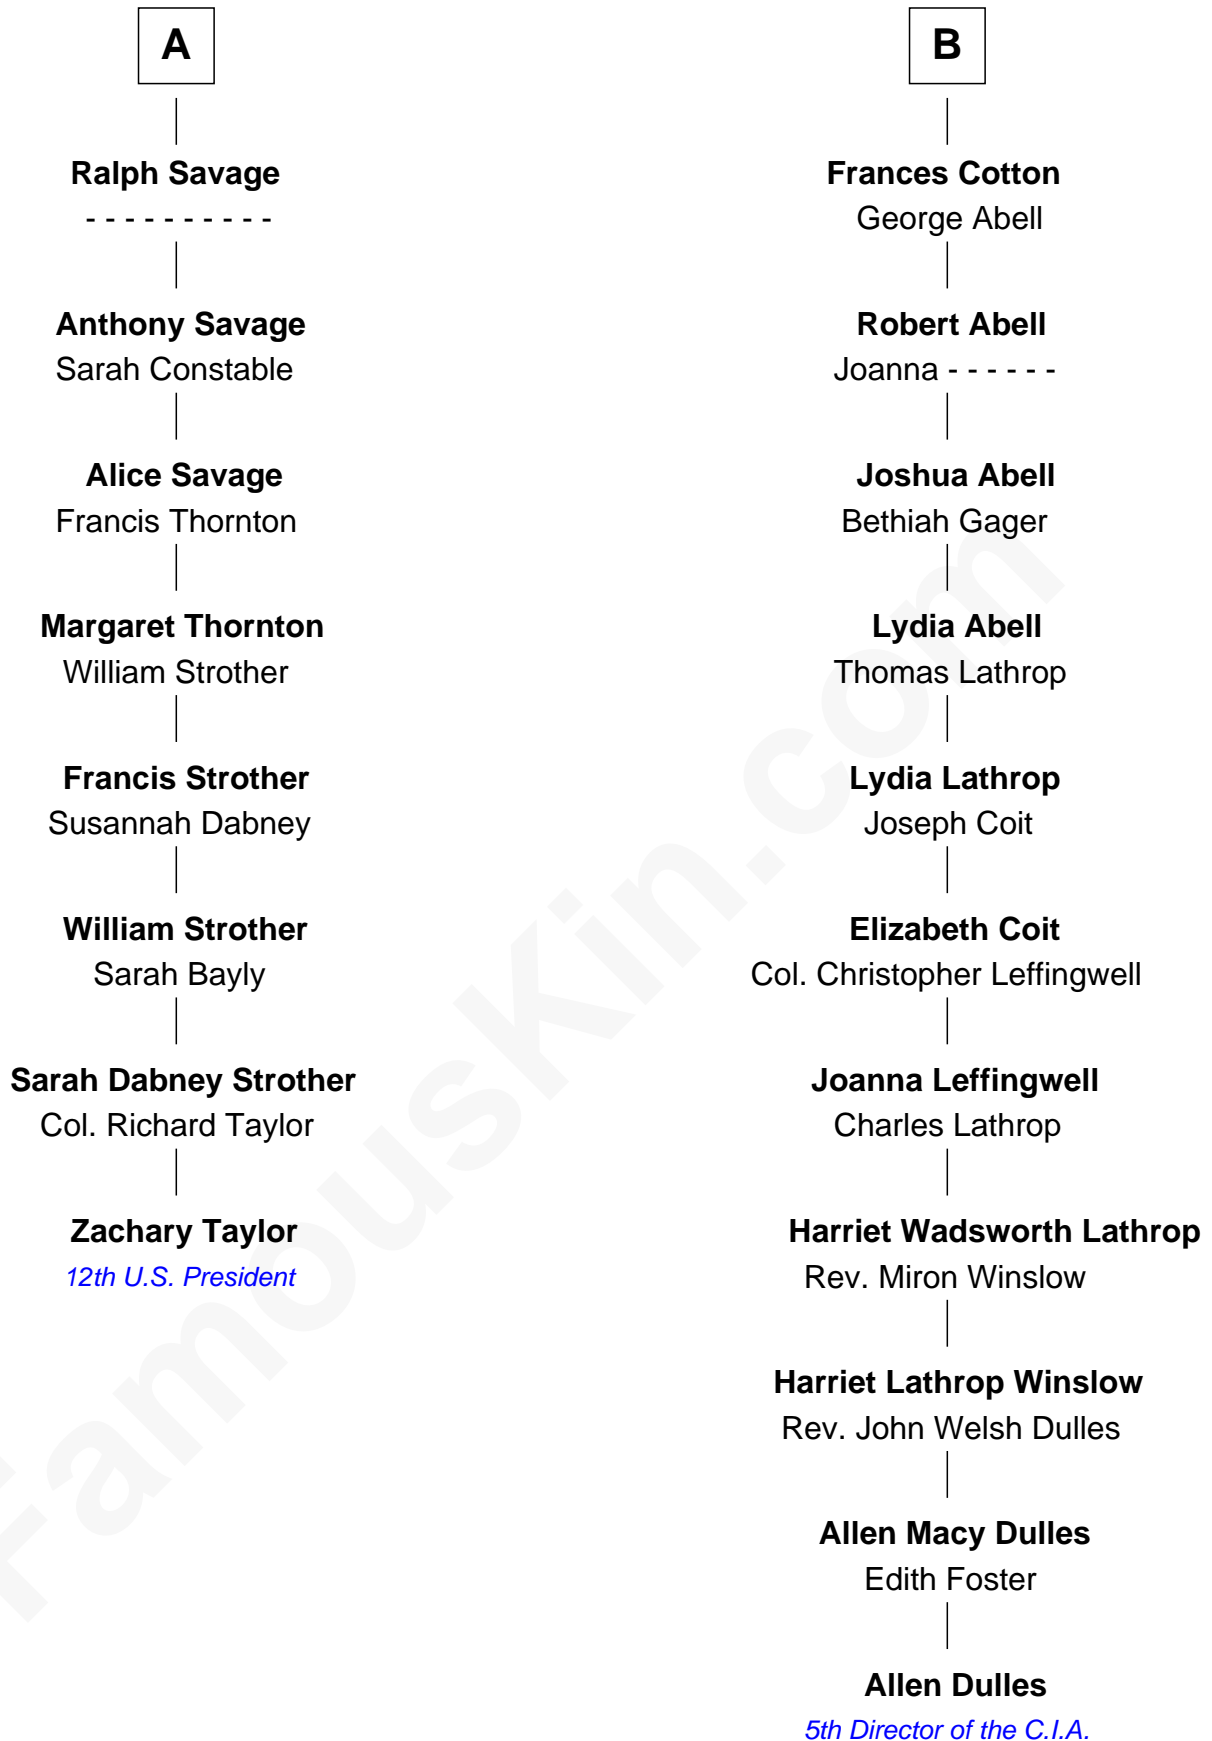 A
Ralph Savage
- - - - - - - - - -
Anthony Savage
Sarah Constable
Alice Savage
Francis Thornton
Margaret Thornton
William Strother
Francis Strother
Susannah Dabney
William Strother
Sarah Bayly
Sarah Dabney Strother
Col. Richard Taylor
Zachary Taylor
12th U.S. President
B
Frances Cotton
George Abell
Robert Abell
Joanna - - - - - -
Joshua Abell
Bethiah Gager
Lydia Abell
Thomas Lathrop
Lydia Lathrop
Joseph Coit
Elizabeth Coit
Col. Christopher Leffingwell
Joanna Leffingwell
Charles Lathrop
Harriet Wadsworth Lathrop
Rev. Miron Winslow
Harriet Lathrop Winslow
Rev. John Welsh Dulles
Allen Macy Dulles
Edith Foster
Allen Dulles
5th Director of the C.I.A.
FamousKin.com